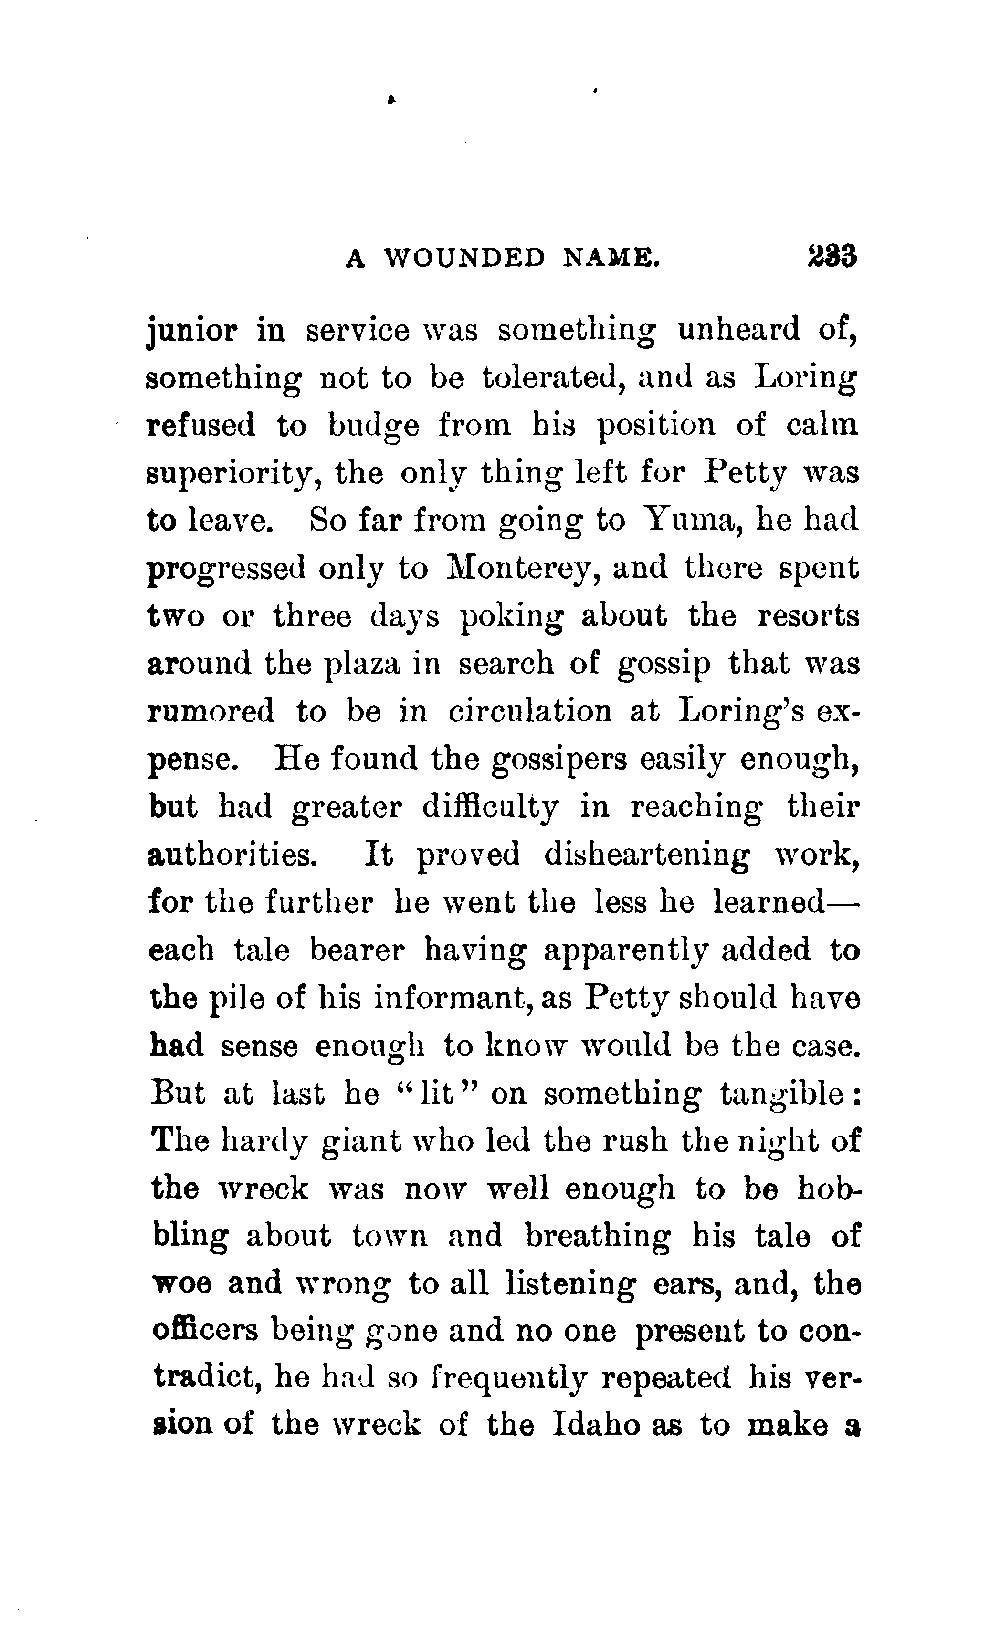 A WOUNDED NAME. 233
junior in service was something unheard of,
something not to be tolerated, and as Loring
refused to budge from his position of calm
superiority, the only thing left for Petty was
to leave. So far from going to Yuma, he had
progressed only to Monterey, and there spent
two or three days poking about the resorts
around the plaza in search of gossip that was
rumored to be in circulation at Loring's ex-
pense. He found the gossipers easily enough,
but had greater difficulty in reaching their
authorities. It proved disheartening work,
for the further he went the less he learned—
each tale bearer having apparently added to
the pile of his informant, as Petty should have
had sense enough to know would be the case.
But at last he “lit” on something tangible:
The hardy giant who led the rush the night of
the wreck was now well enough to be hob-
bling about town and breathing his tale of
woe and wrong to all listening ears, and, the
officers being gone and no one present to con-
tradict, he had so frequently repeated his ver-
sion of the wreck of the Idaho as to make a